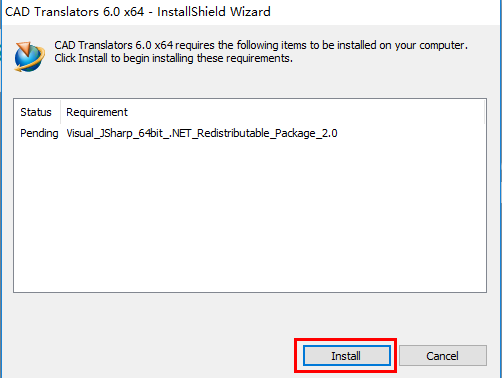 CAD Translators 6.0 x64 - InstallShield Wizard
CAD Translators 6.0 x64 requires the following items to be installed on your computer.
Click Install to begin installing these requirements.
Status Requirement
Pending Visual_JSharp_64bit_.NET_Redistributable_Package_2.0
Install Cancel